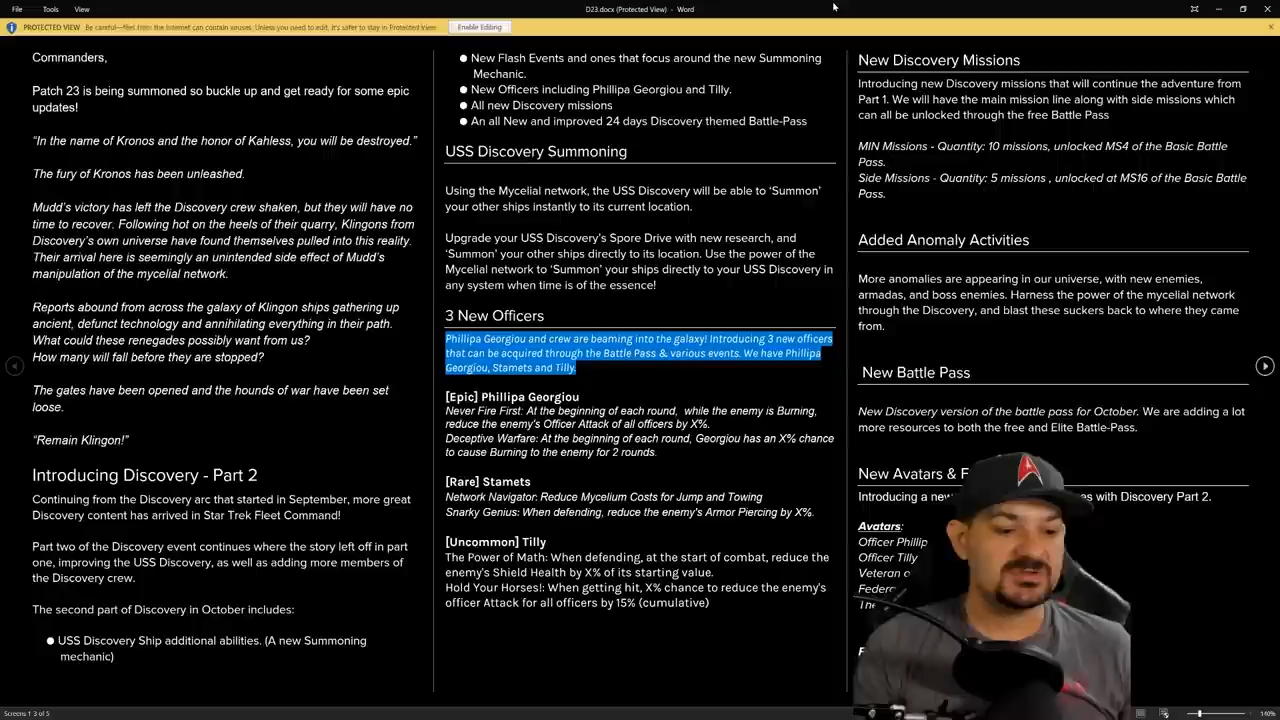 File Tools View
D23.docx (Protected View) - Word
PROTECTED VIEW Be careful—files from the Internet can contain viruses. Unless you need to edit, it's safer to stay in Protected View.
Enable Editing
Commanders,
Patch 23 is being summoned so buckle up and get ready for some epic
updates!
“In the name of Kronos and the honor of Kahless, you will be destroyed.”
The fury of Kronos has been unleashed.
Mudd’s victory has left the Discovery crew shaken, but they will have no
time to recover. Following hot on the heels of their quarry, Klingons from
Discovery’s own universe have found themselves pulled into this reality.
Their arrival here is seemingly an unintended side effect of Mudd’s
manipulation of the mycelial network.
Reports abound from across the galaxy of Klingon ships gathering up
ancient, defunct technology and annihilating everything in their path.
What could these renegades possibly want from us?
How many will fall before they are stopped?
The gates have been opened and the hounds of war have been set
loose.
“Remain Klingon!”
Introducing Discovery - Part 2
Continuing from the Discovery arc that started in September, more great
Discovery content has arrived in Star Trek Fleet Command!
Part two of the Discovery event continues where the story left off in part
one, improving the USS Discovery, as well as adding more members of
the Discovery crew.
The second part of Discovery in October includes:
● USS Discovery Ship additional abilities. (A new Summoning
mechanic)
● New Flash Events and ones that focus around the new Summoning
Mechanic.
● New Officers including Phillipa Georgiou and Tilly.
● All new Discovery missions
● An all New and improved 24 days Discovery themed Battle-Pass
USS Discovery Summoning
Using the Mycelial network, the USS Discovery will be able to ‘Summon’
your other ships instantly to its current location.
Upgrade your USS Discovery’s Spore Drive with new research, and
‘Summon’ your other ships directly to its location. Use the power of the
Mycelial network to ‘Summon’ your ships directly to your USS Discovery in
any system when time is of the essence!
3 New Officers
Phillipa Georgiou and crew are beaming into the galaxy! Introducing 3 new officers
that can be acquired through the Battle Pass & various events. We have Phillipa
Georgiou, Stamets and Tilly.
[Epic] Phillipa Georgiou
Never Fire First: At the beginning of each round, while the enemy is Burning,
reduce the enemy's Officer Attack of all officers by X%.
Deceptive Warfare: At the beginning of each round, Georgiou has an X% chance
to cause Burning to the enemy for 2 rounds.
[Rare] Stamets
Network Navigator: Reduce Mycelium Costs for Jump and Towing
Snarky Genius: When defending, reduce the enemy's Armor Piercing by X%.
[Uncommon] Tilly
The Power of Math: When defending, at the start of combat, reduce the
enemy's Shield Health by X% of its starting value.
Hold Your Horses!: When getting hit, X% chance to reduce the enemy's
officer Attack for all officers by 15% (cumulative)
New Discovery Missions
Introducing new Discovery missions that will continue the adventure from
Part 1. We will have the main mission line along with side missions which
can all be unlocked through the free Battle Pass
MIN Missions - Quantity: 10 missions, unlocked MS4 of the Basic Battle
Pass.
Side Missions - Quantity: 5 missions , unlocked at MS16 of the Basic Battle
Pass.
Added Anomaly Activities
More anomalies are appearing in our universe, with new enemies,
armadas, and boss enemies. Harness the power of the mycelial network
through the Discovery, and blast these suckers back to where they came
from.
New Battle Pass
New Discovery version of the battle pass for October. We are adding a lot
more resources to both the free and Elite Battle-Pass.
New Avatars &
Introducing a new es with Discovery Part 2.
Avatars:
Officer Phillip
Officer Tilly
Veteran o
Federa
Screens 1-3 of 5
140%